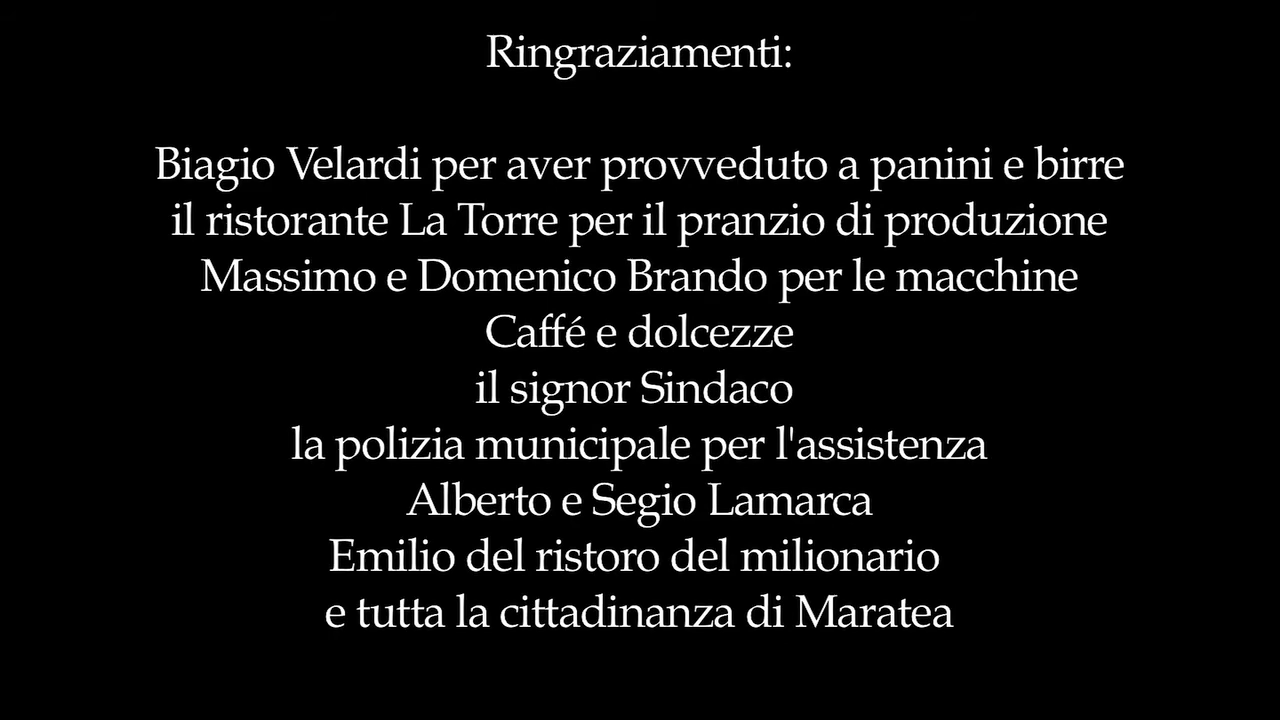 Ringraziamenti:
Biagio Velardi per aver provveduto a panini e birre
il ristorante La Torre per il pranzio di produzione
Massimo e Domenico Brando per le macchine
Caffé e dolcezze
il signor Sindaco
la polizia municipale per l'assistenza
Alberto e Segio Lamarca
Emilio del ristoro del milionario
e tutta la cittadinanza di Maratea